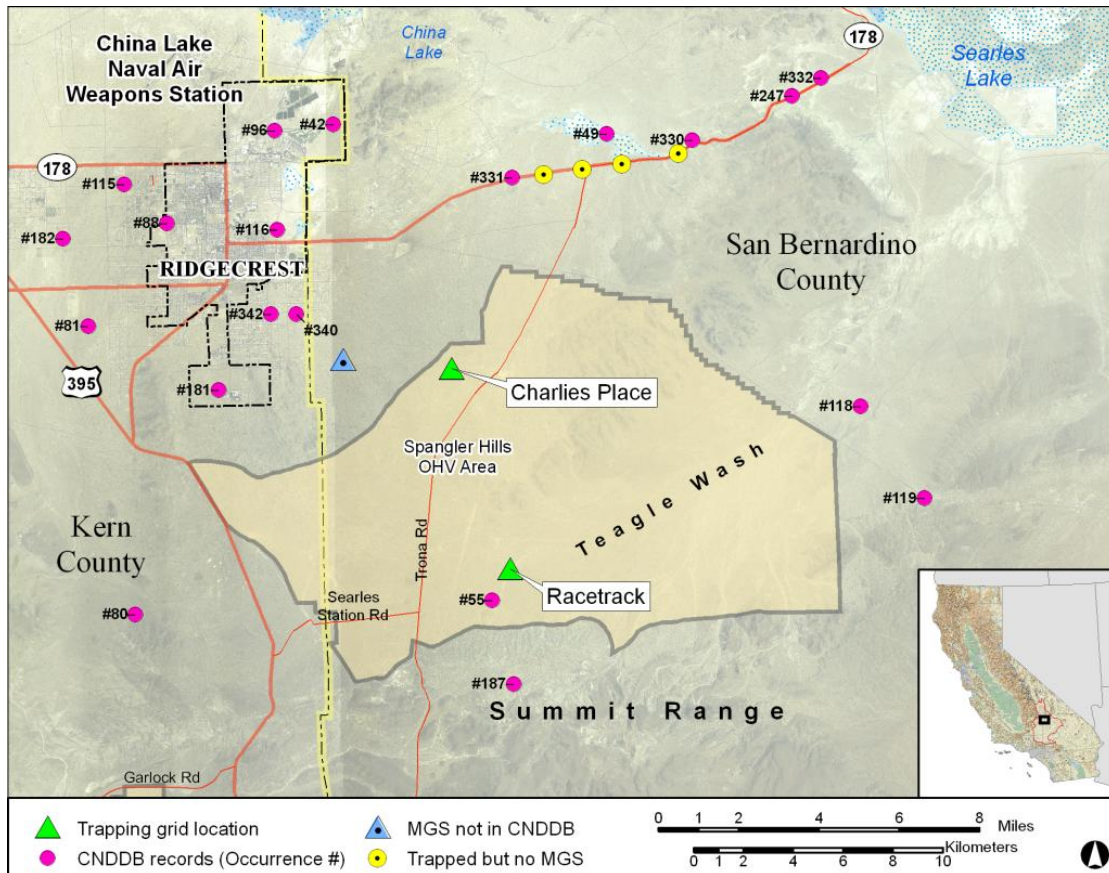 China Lake
Naval Air
Weapons Station
China
Lake
178
Searles
Lake
#332
#247
#96
#42
#49
#330
178
#115
#331
#88
#116
#182
San Bernardino
County
RIDGECREST
#342
#340
#81
395
#181
Charlies Place
#118
Spangler Hills
OHV Area
Teagle Wash
#119
Kern
County
Trona Rd
Racetrack
#55
#80
Searles
Station Rd
#187
Summit Range
Garlock Rd
Trapping grid location
MGS not in CNDDB
CNDDB records (Occurrence #)
Trapped but no MGS
0 1 2 4 6 8
Miles
Kilometers
0 1 2 4 6 8 10